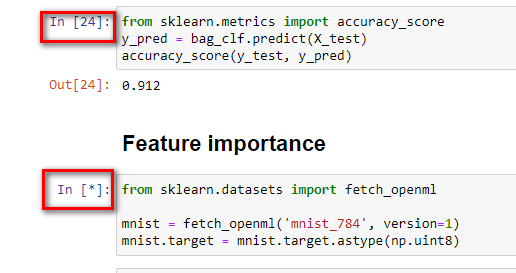 In [24]: from sklearn.metrics import accuracy_score
y_pred = bag_clf.predict(X_test)
accuracy_score(y_test, y_pred)
Out[24]: 0.912
Feature importance
In [*]: from sklearn.datasets import fetch_openml
mnist = fetch_openml('mnist_784', version=1)
mnist.target = mnist.target.astype(np.uint8)